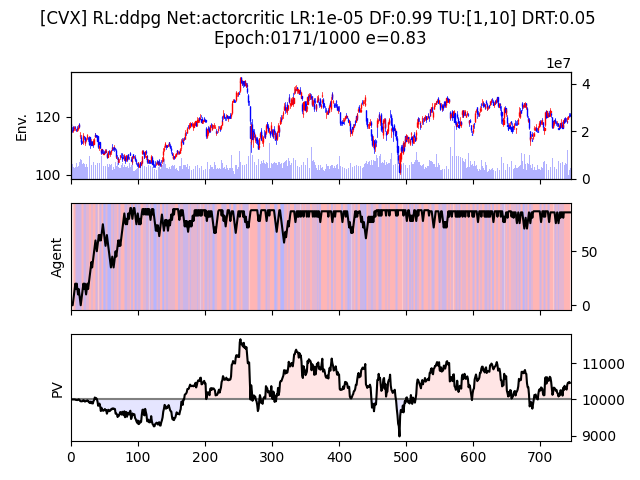 [CVX] RL:ddpg Net:actorcritic LR:1e-05 DF:0.99 TU:[1,10] DRT:0.05
Epoch:0171/1000 e=0.83
1e7
Env.
120
100
4
2
0
Agent
50
0
PV
11000
10000
9000
0 100 200 300 400 500 600 700